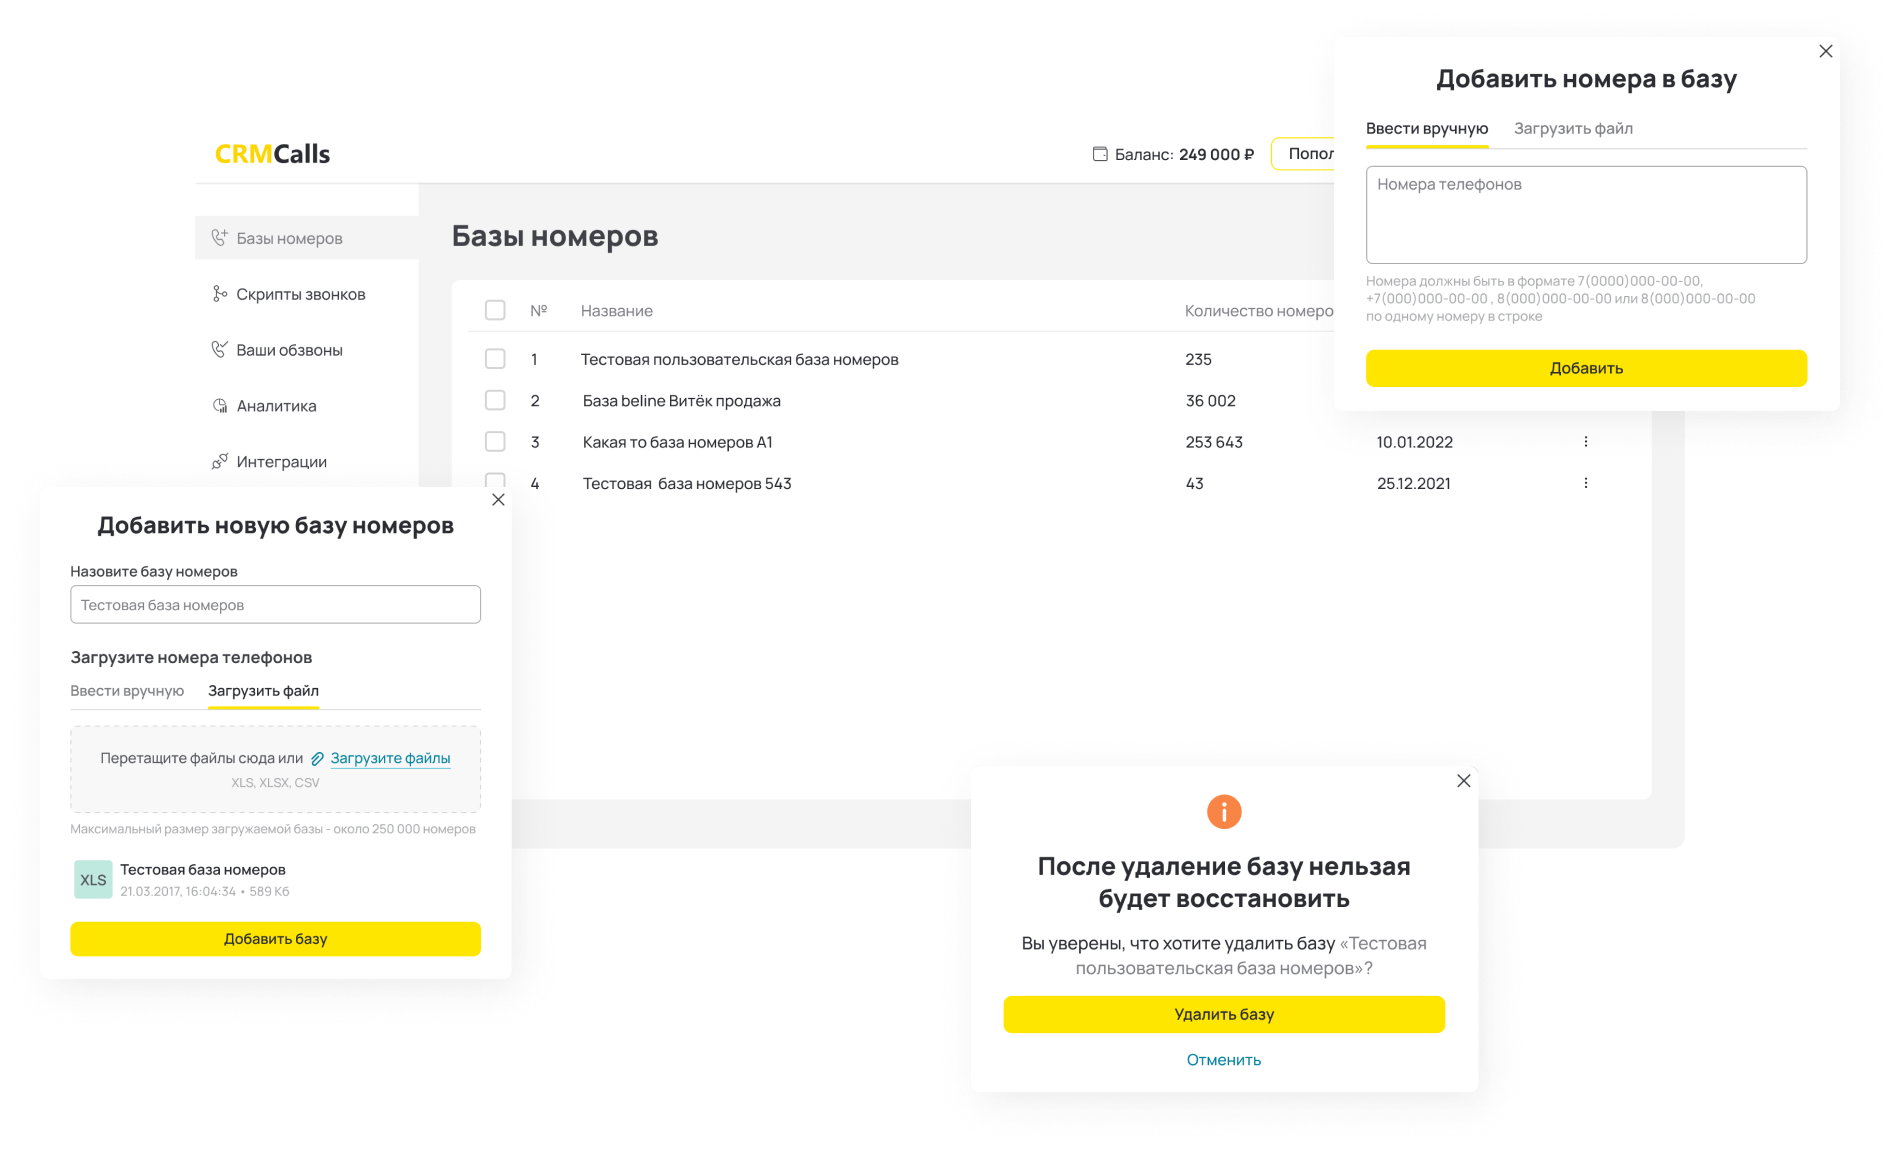 CRMCalls
Баланс: 249 000 ₽
Попол
Базы номеров
Скрипты звонков
Ваши обзвоны
Аналитика
Интеграции
Базы номеров
№ Название Количество номеро
1 Тестовая пользовательская база номеров 235
2 База beline Витёк продажа 36 002
3 Какая то база номеров А1 253 643 10.01.2022
4 Тестовая база номеров 543 43 25.12.2021
Добавить номера в базу
Ввести вручную Загрузить файл
Номера телефонов
Номера должны быть в формате 7(0000)000-00-00,
+7(000)000-00-00 , 8(000)000-00-00 или 8(000)000-00-00
по одному номеру в строке
Добавить
Добавить новую базу номеров
Назовите базу номеров
Тестовая база номеров
Загрузите номера телефонов
Ввести вручную Загрузить файл
Перетащите файлы сюда или Загрузите файлы
XLS, XLSX, CSV
Максимальный размер загружаемой базы - около 250 000 номеров
XLS
Тестовая база номеров
21.03.2017, 16:04:34 • 589 Кб
Добавить базу
После удаление базу нельзая
будет восстановить
Вы уверены, что хотите удалить базу «Тестовая
пользовательская база номеров»?
Удалить базу
Отменить